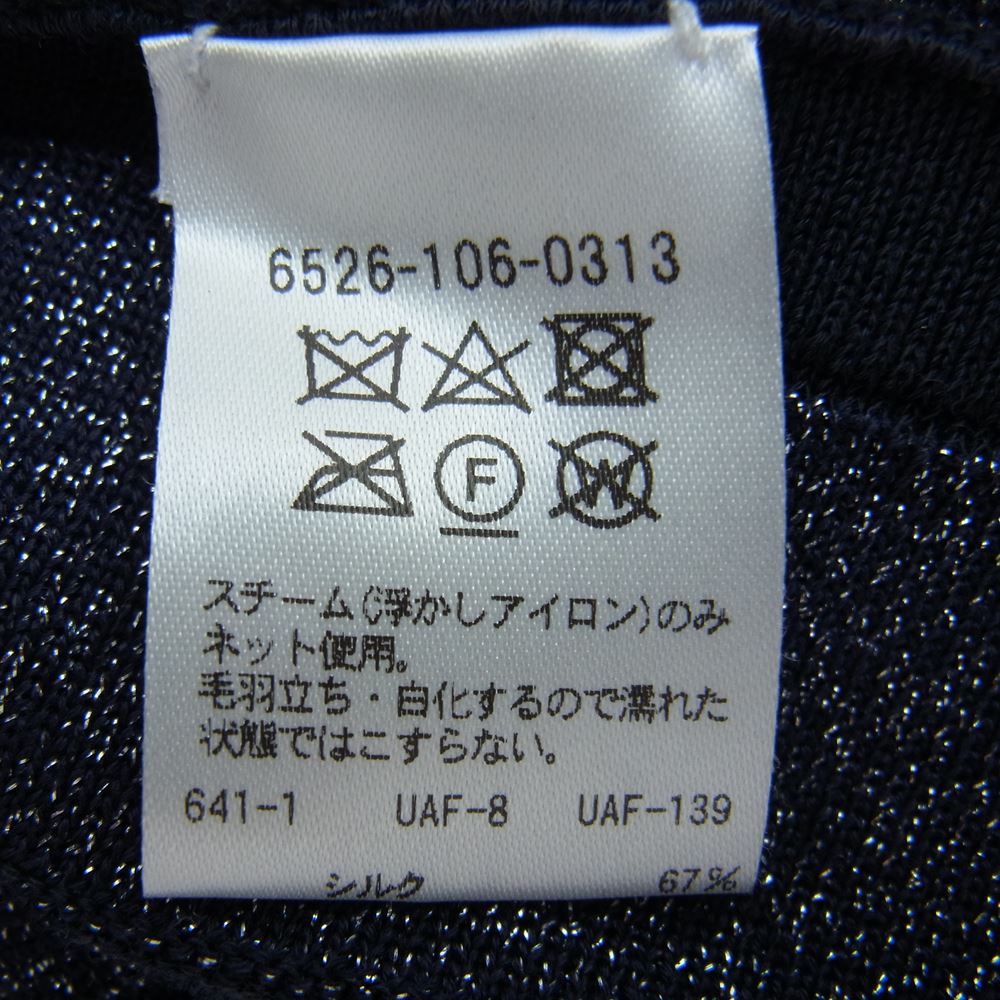 6526-106-0313
F
W
スチーム(浮かしアイロン)のみ
ネット使用。
毛羽立ち・白化するので濡れた
状態ではこすらない。
641-1 UAF-8 UAF-139
シルク 67%